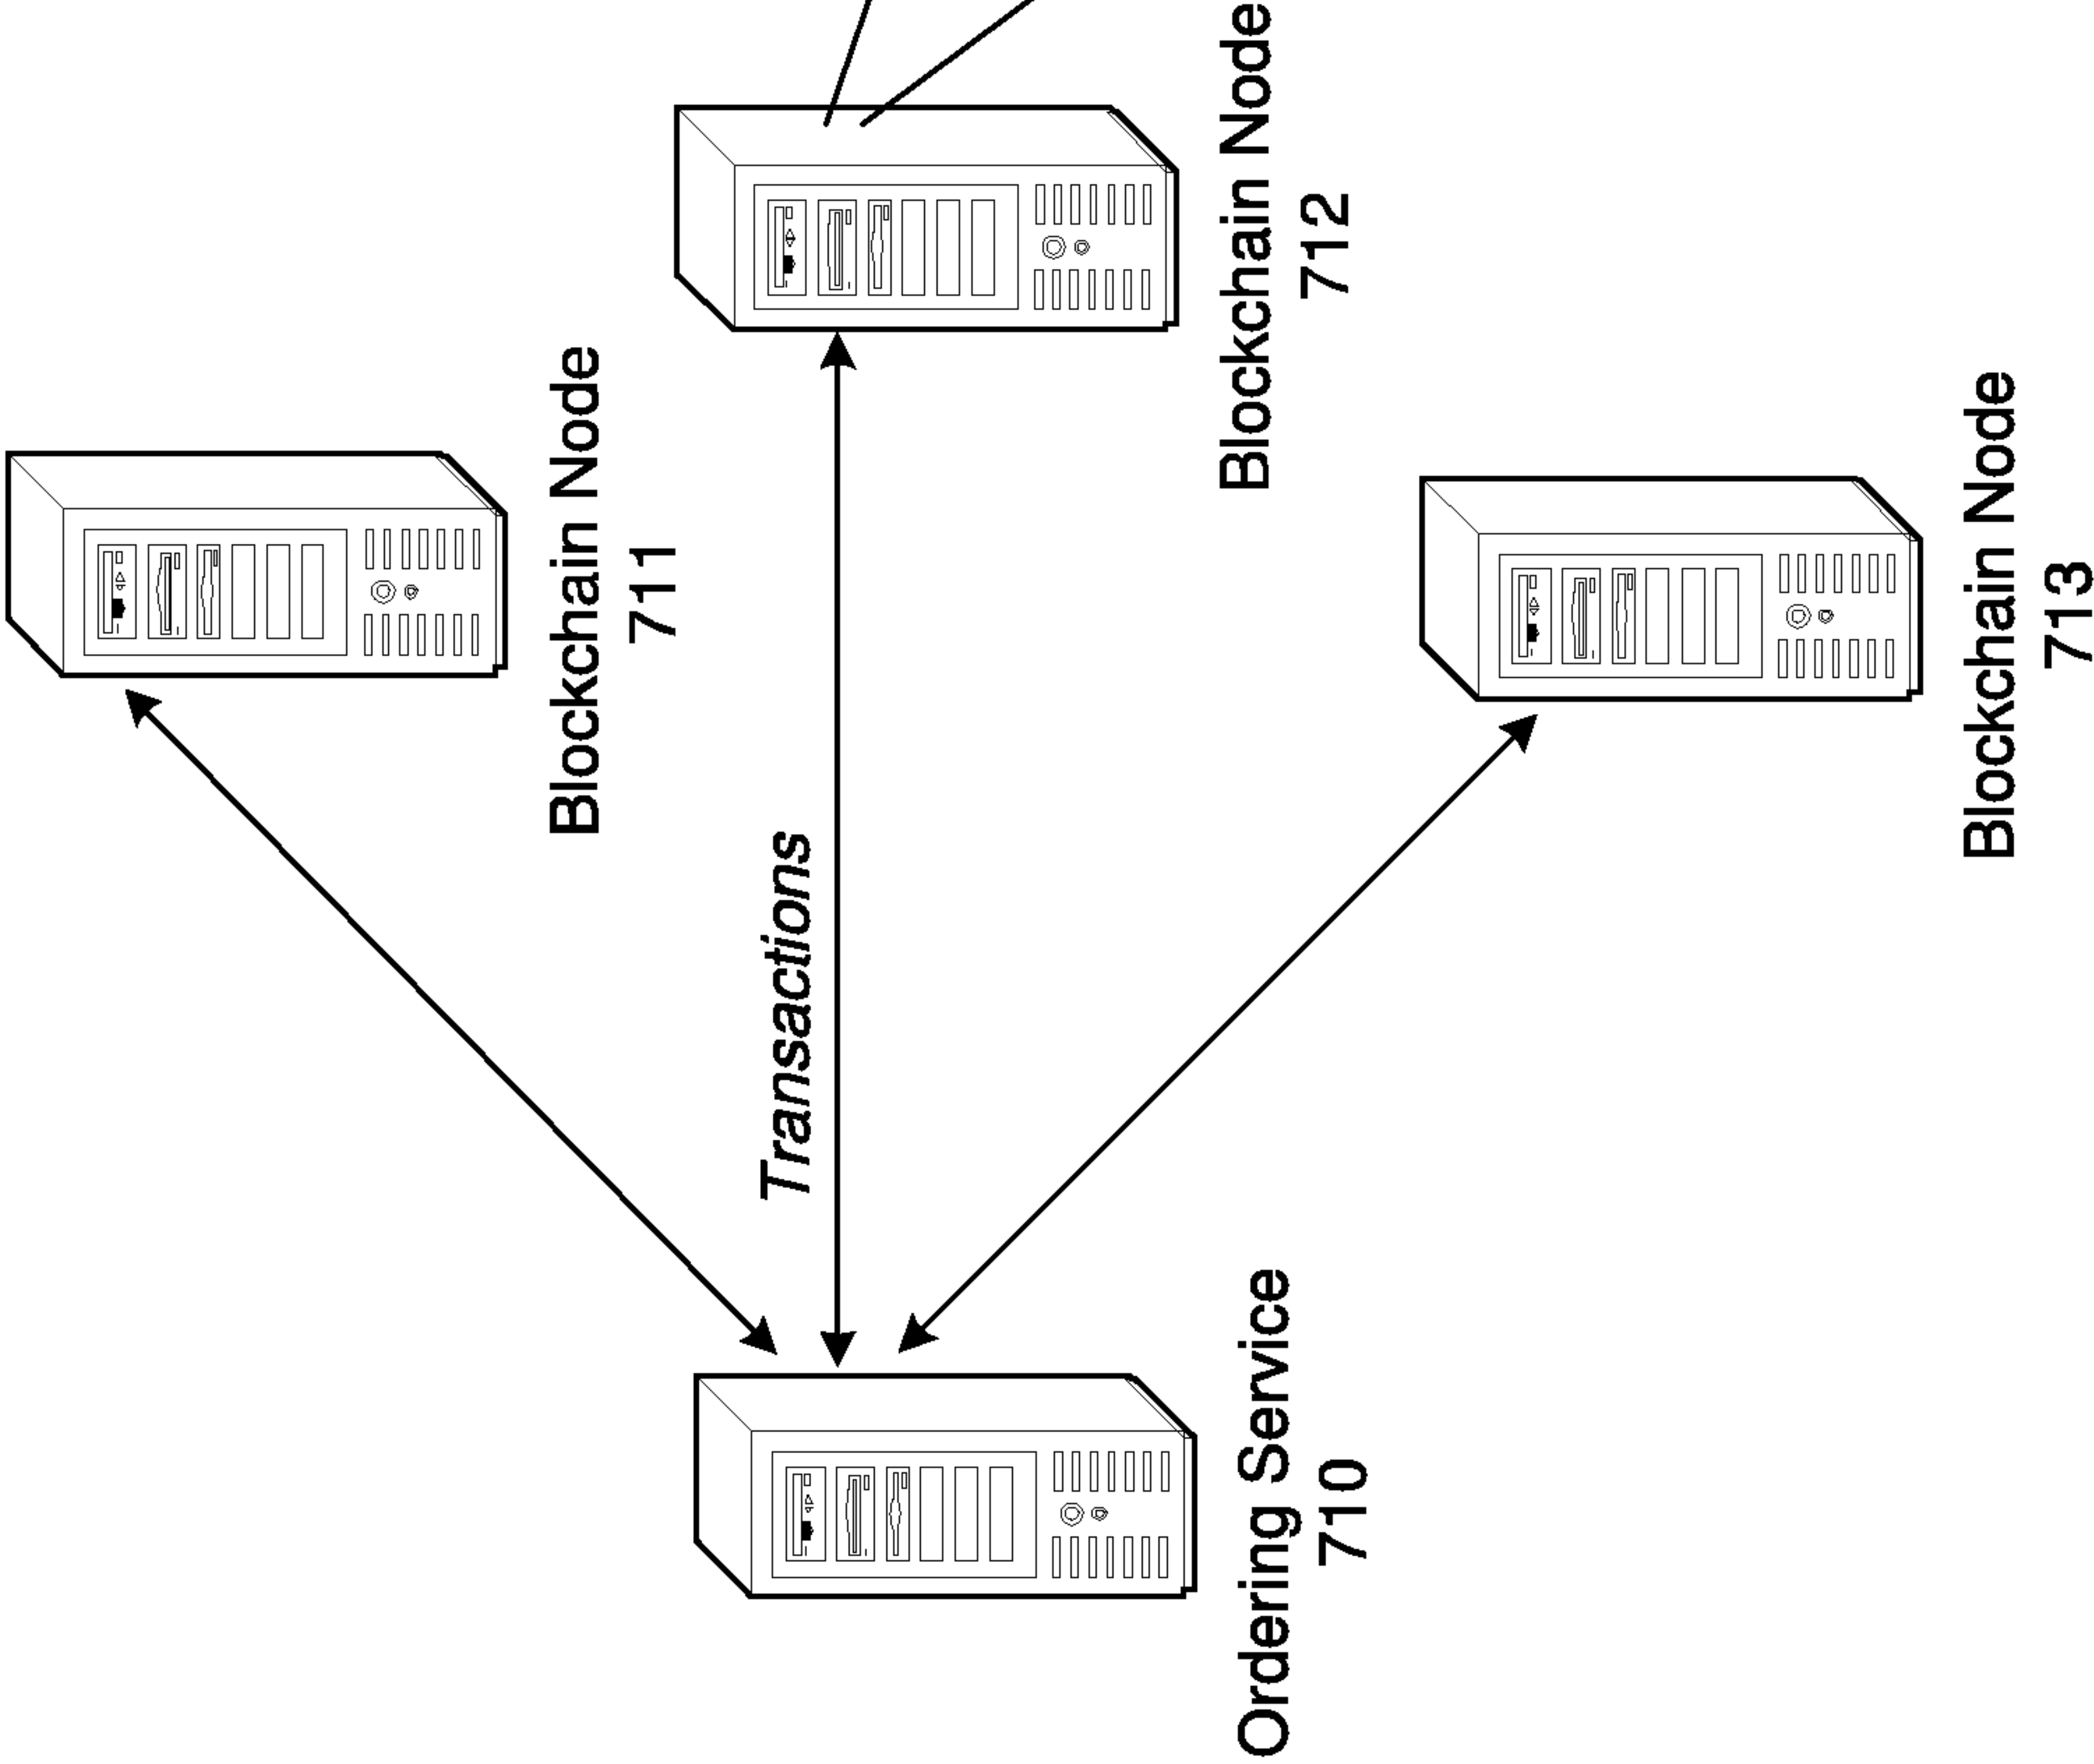 Blockchain Node
711
Transactions
Blockchain Node
712
Ordering Service
710
Blockchain Node
713